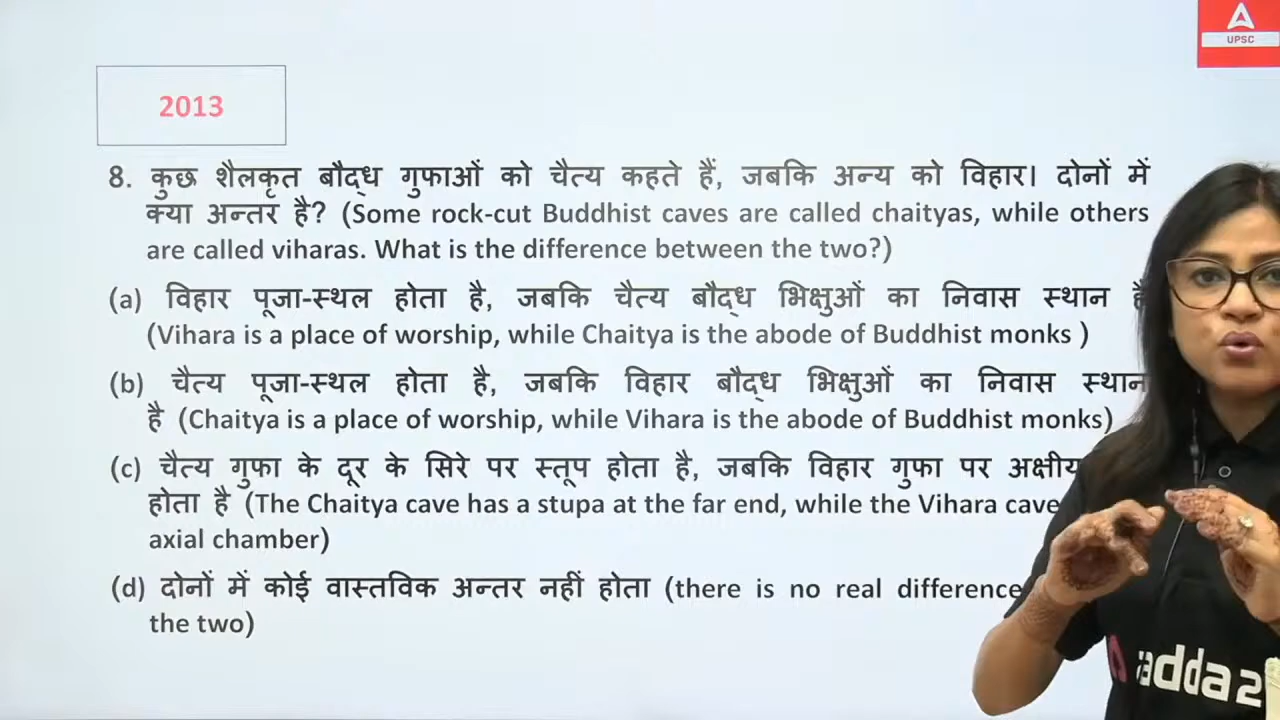 UPSC
2013
8. कुछ शैलकृत बौद्ध गुफाओं को चैत्य कहते हैं, जबकि अन्य को विहार। दोनों में
क्या अन्तर है? (Some rock-cut Buddhist caves are called chaityas, while others
are called viharas. What is the difference between the two?)
(a) विहार पूजा-स्थल होता है, जबकि चैत्य बौद्ध भिक्षुओं का निवास स्थान है
(Vihara is a place of worship, while Chaitya is the abode of Buddhist monks )
(b) चैत्य पूजा-स्थल होता है, जबकि विहार बौद्ध भिक्षुओं का निवास स्थान
है (Chaitya is a place of worship, while Vihara is the abode of Buddhist monks)
(c) चैत्य गुफा के दूर के सिरे पर स्तूप होता है, जबकि विहार गुफा पर अक्षीय
होता है (The Chaitya cave has a stupa at the far end, while the Vihara cave
axial chamber)
(d) दोनों में कोई वास्तविक अन्तर नहीं होता (there is no real difference
the two)
adda2